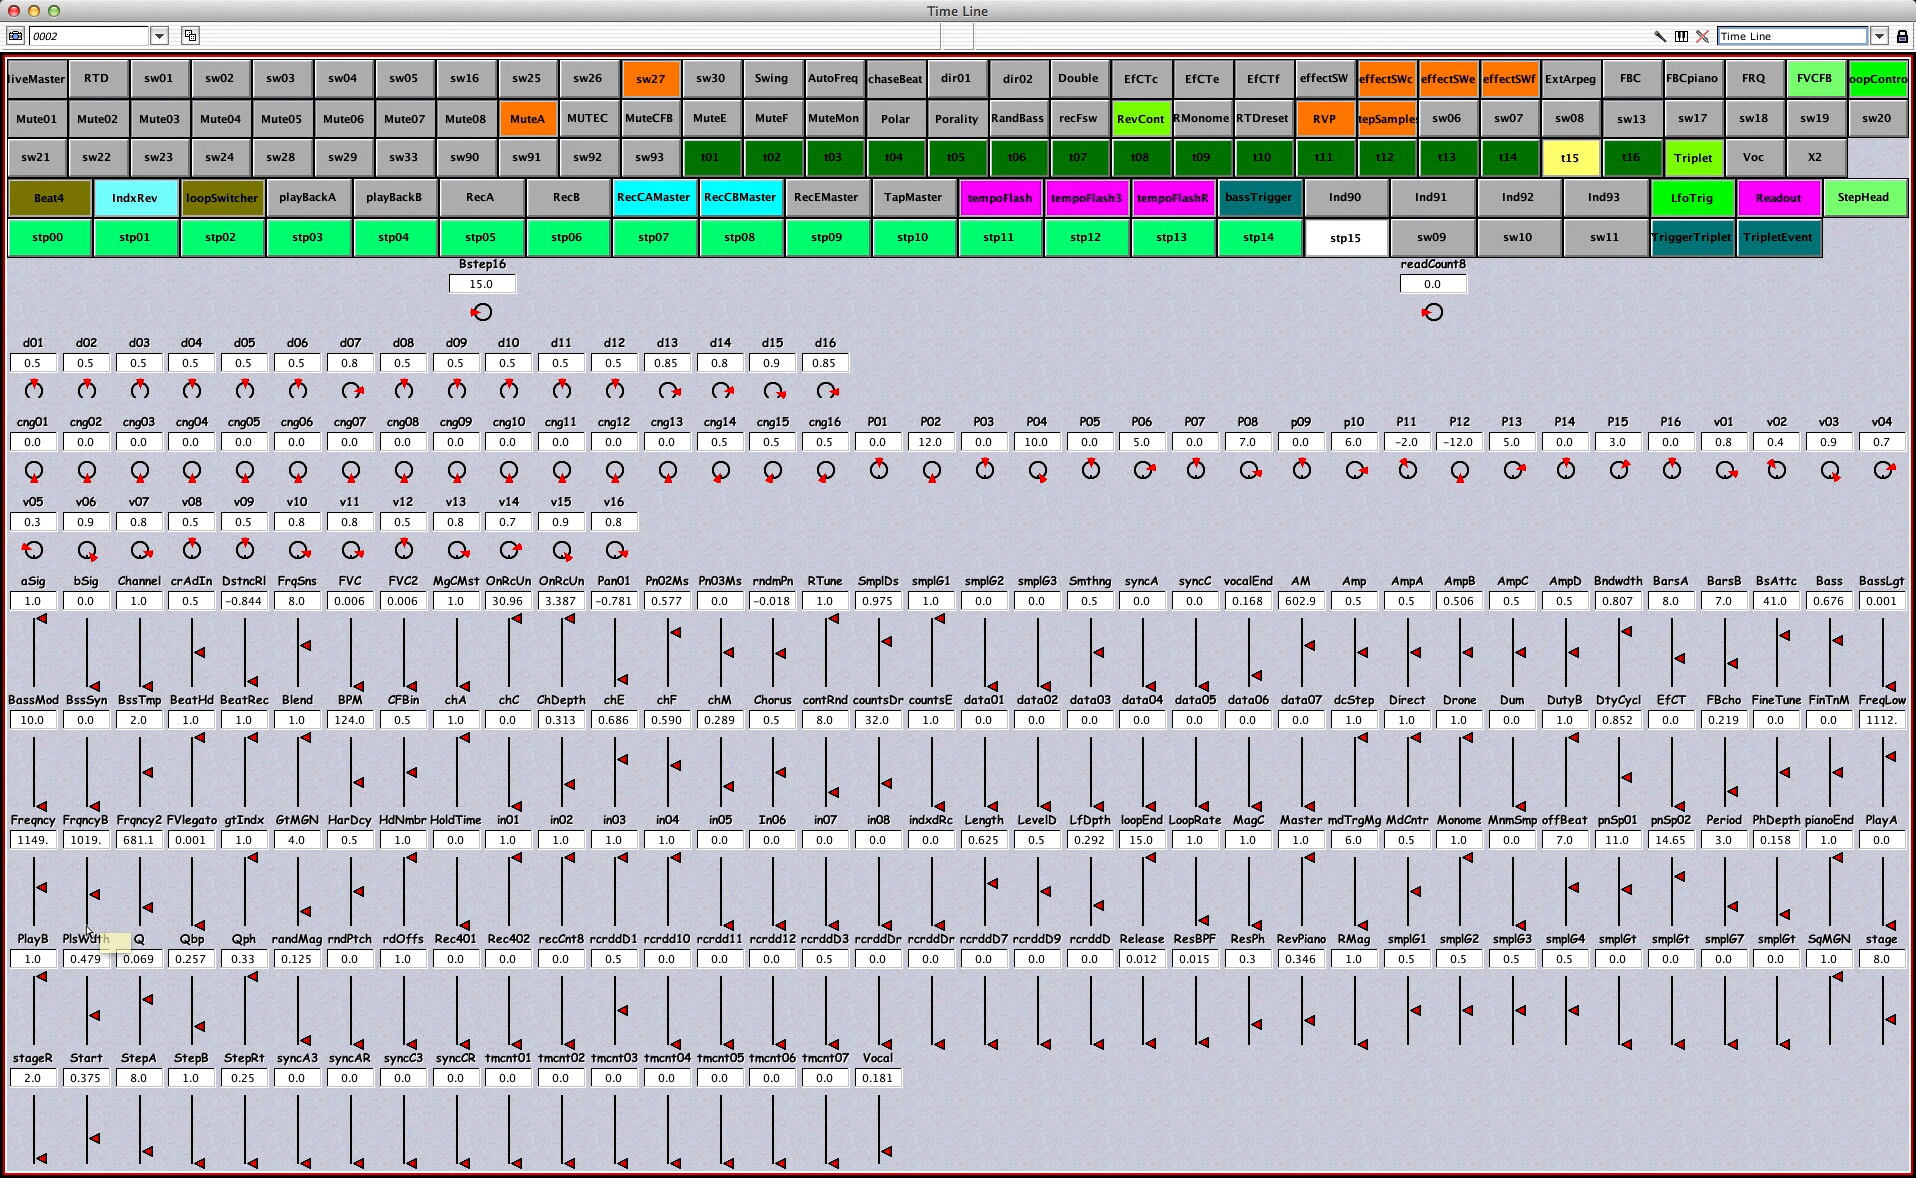 Time Line
0002 Time Line
liveMaster RTD sw01 sw02 sw03 sw04 sw05 sw16 sw25 sw26 sw27 sw30 Swing AutoFreq chaseBeat dir01 dir02 Double EfCTc EfCTe EfCTf effectSW effectSWc effectSWe effectSWf ExtArpeg FBC FBCpiano FRQ FVCFB oopContro
Mute01 Mute02 Mute03 Mute04 Mute05 Mute06 Mute07 Mute08 MuteA MUTEC MuteCFB MuteE MuteF MuteMon Polar Porality RandBass recFsw RevCont RMonome RTDreset RVP tepSamples sw06 sw07 sw08 sw13 sw17 sw18 sw19 sw20
sw21 sw22 sw23 sw24 sw28 sw29 sw33 sw90 sw91 sw92 sw93 t01 t02 t03 t04 t05 t06 t07 t08 t09 t10 t11 t12 t13 t14 t15 t16 Triplet Voc X2
Beat4 IndxRev loopSwitcher playBackA playBackB RecA RecB RecCAMaster RecCBMaster RecEMaster TapMaster tempoFlash tempoFlash3 tempoFlashR bassTrigger Ind90 Ind91 Ind92 Ind93 LfoTrig Readout StepHead
stp00 stp01 stp02 stp03 stp04 stp05 stp06 stp07 stp08 stp09 stp10 stp11 stp12 stp13 stp14 stp15 sw09 sw10 sw11 TriggerTriplet TripletEvent
Bstep16 readCount8
15.0 0.0
d01 d02 d03 d04 d05 d06 d07 d08 d09 d10 d11 d12 d13 d14 d15 d16
0.5 0.5 0.5 0.5 0.5 0.5 0.8 0.5 0.5 0.5 0.5 0.5 0.85 0.8 0.9 0.85
cng01 cng02 cng03 cng04 cng05 cng06 cng07 cng08 cng09 cng10 cng11 cng12 cng13 cng14 cng15 cng16 P01 P02 P03 P04 P05 P06 P07 P08 p09 p10 P11 P12 P13 P14 P15 P16 v01 v02 v03 v04
0.0 0.0 0.0 0.0 0.0 0.0 0.0 0.0 0.0 0.0 0.0 0.0 0.0 0.5 0.5 0.5 0.0 12.0 0.0 10.0 0.0 5.0 0.0 7.0 0.0 6.0 -2.0 -12.0 5.0 0.0 3.0 0.0 0.8 0.4 0.9 0.7
v05 v06 v07 v08 v09 v10 v11 v12 v13 v14 v15 v16
0.3 0.9 0.8 0.5 0.5 0.8 0.8 0.5 0.8 0.7 0.9 0.8
aSig bSig Channel crAdIn DstncRl FrqSns FVC FVC2 MgCMst OnRcUn OnRcUn Pan01 Pn02Ms Pn03Ms rndmPn RTune SmplDs smplG1 smplG2 smplG3 Smthng syncA syncC vocalEnd AM Amp AmpA AmpB AmpC AmpD Bndwdth BarsA BarsB BsAttc Bass BassLgt
1.0 0.0 1.0 0.5 -0.844 8.0 0.006 0.006 1.0 30.96 3.387 -0.781 0.577 0.0 -0.018 1.0 0.975 1.0 0.0 0.0 0.5 0.0 0.0 0.168 602.9 0.5 0.5 0.506 0.5 0.5 0.807 8.0 7.0 41.0 0.676 0.001
BassMod BssSyn BssTmp BeatHd BeatRec Blend BPM CFBin chA chC ChDepth chE chF chM Chorus contRnd countsDr countsE data01 data02 data03 data04 data05 data06 data07 dcStep Direct Drone Dum DutyB DtyCycl EfCT FBcho FineTune FinTnM FreqLow
10.0 0.0 2.0 1.0 1.0 1.0 124.0 0.5 1.0 0.0 0.313 0.686 0.590 0.289 0.5 8.0 32.0 1.0 0.0 0.0 0.0 0.0 0.0 0.0 0.0 1.0 1.0 1.0 0.0 1.0 0.852 0.0 0.219 0.0 0.0 1112.
Freqncy FrqncyB Frqncy2 FVlegato gtIndx GtMGN HarDcy HdNmbr HoldTime in01 in02 in03 in04 in05 In06 in07 in08 indxdRc Length LevelD LfDpth loopEnd LoopRate MagC Master mdTrgMg MdCntr Monome MnmSmp offBeat pnSp01 pnSp02 Period PhDepth pianoEnd PlayA
1149. 1019. 681.1 0.001 1.0 4.0 0.5 1.0 0.0 1.0 1.0 1.0 1.0 0.0 0.0 0.0 0.0 0.0 0.625 0.5 0.292 15.0 1.0 1.0 1.0 6.0 0.5 1.0 0.0 7.0 11.0 14.65 3.0 0.158 1.0 0.0
PlayB PlsWdth Q Qbp Qph randMag rndPtch rdOffs Rec401 Rec402 recCnt8 rcrddD1 rcrdd10 rcrdd11 rcrdd12 rcrddD3 rcrddDr rcrddDr rcrddD7 rcrddD9 rcrddD Release ResBPF ResPh RevPiano RMag smplG1 smplG2 smplG3 smplG4 smplGt smplGt smplG7 smplGt SqMGN stage
1.0 0.479 0.069 0.257 0.33 0.125 0.0 1.0 0.0 0.0 0.0 0.5 0.0 0.0 0.0 0.5 0.0 0.0 0.0 0.0 0.0 0.012 0.015 0.3 0.346 1.0 0.5 0.5 0.5 0.5 0.0 0.0 0.0 0.0 1.0 8.0
stageR Start StepA StepB StepRt syncA3 syncAR syncC3 syncCR tmcnt01 tmcnt02 tmcnt03 tmcnt04 tmcnt05 tmcnt06 tmcnt07 Vocal
2.0 0.375 8.0 1.0 0.25 0.0 0.0 0.0 0.0 0.0 0.0 0.0 0.0 0.0 0.0 0.0 0.181